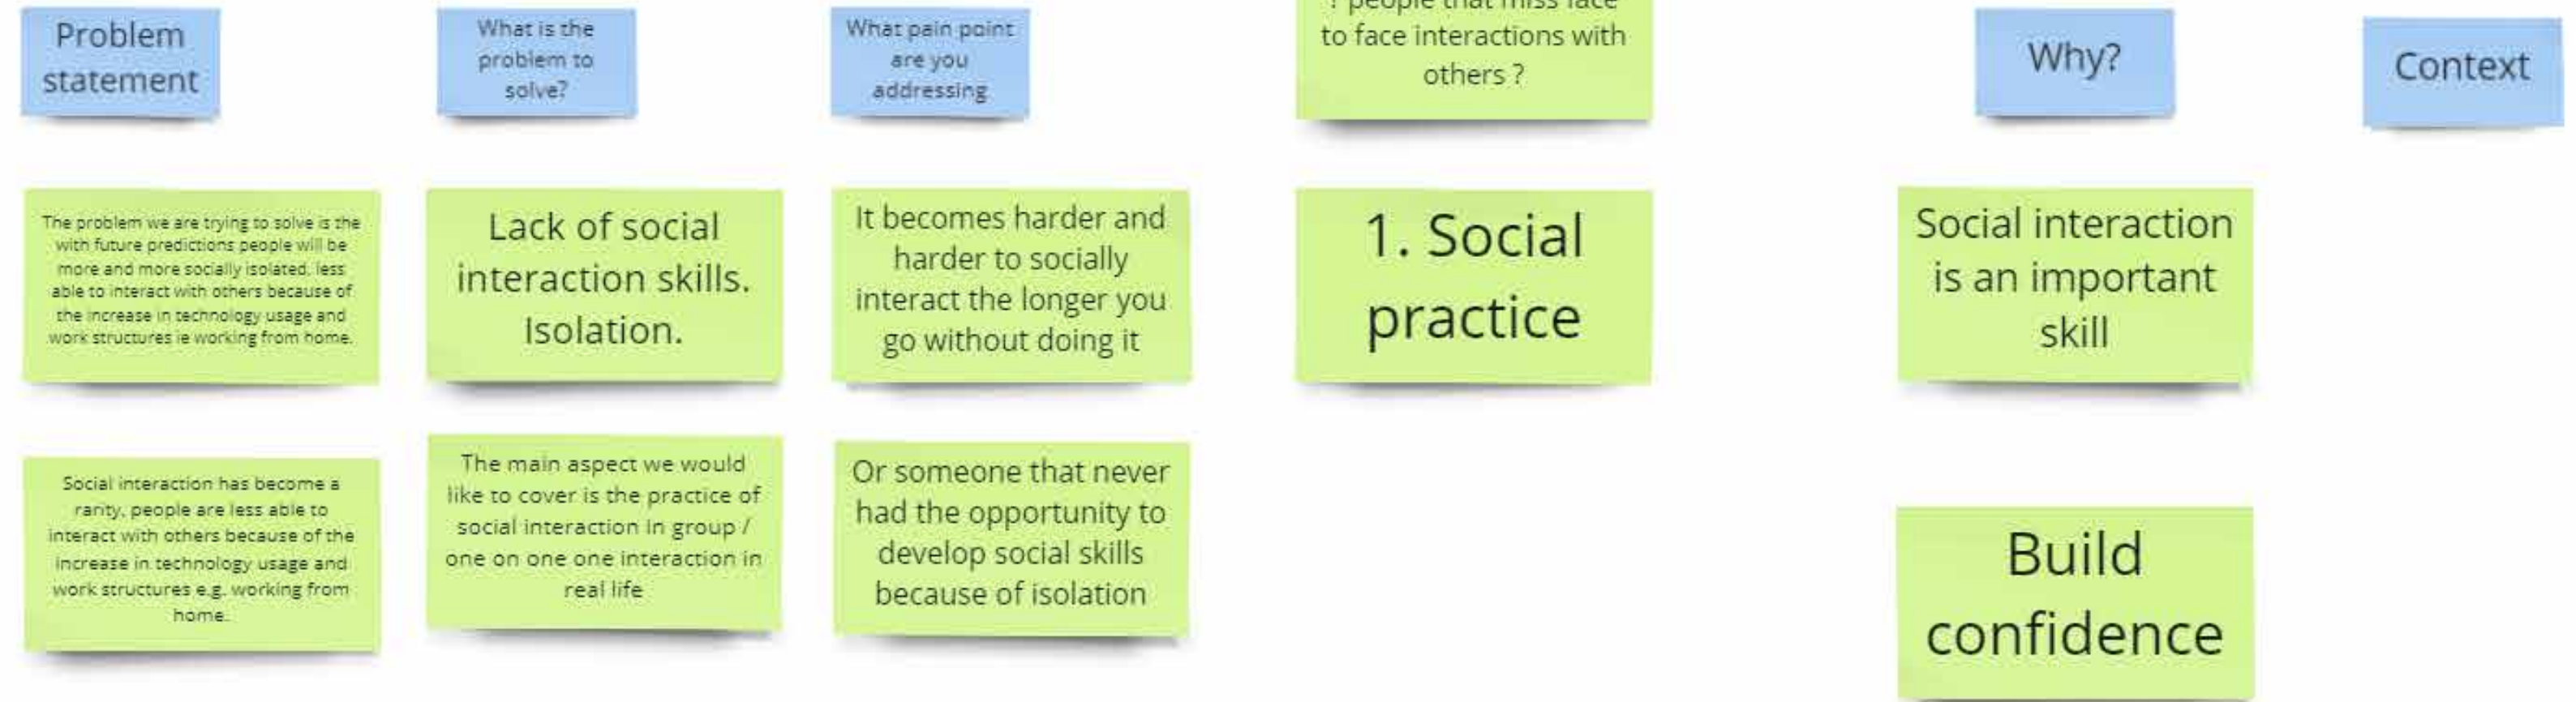 Problem
statement
What is the
problem to
solve?
What pain point
are you
addressing
? people that miss face
to face interactions with
others ?
Why?
Context
The problem we are trying to solve is the
with future predictions people will be
more and more socially isolated, less
able to interact with others because of
the increase in technology usage and
work structures ie working from home.
Lack of social
interaction skills.
Isolation.
It becomes harder and
harder to socially
interact the longer you
go without doing it
1. Social
practice
Social interaction
is an important
skill
Social interaction has become a
rarity, people are less able to
interact with others because of the
increase in technology usage and
work structures e.g. working from
home.
The main aspect we would
like to cover is the practice of
social interaction in group /
one on one one interaction in
real life
Or someone that never
had the opportunity to
develop social skills
because of isolation
Build
confidence